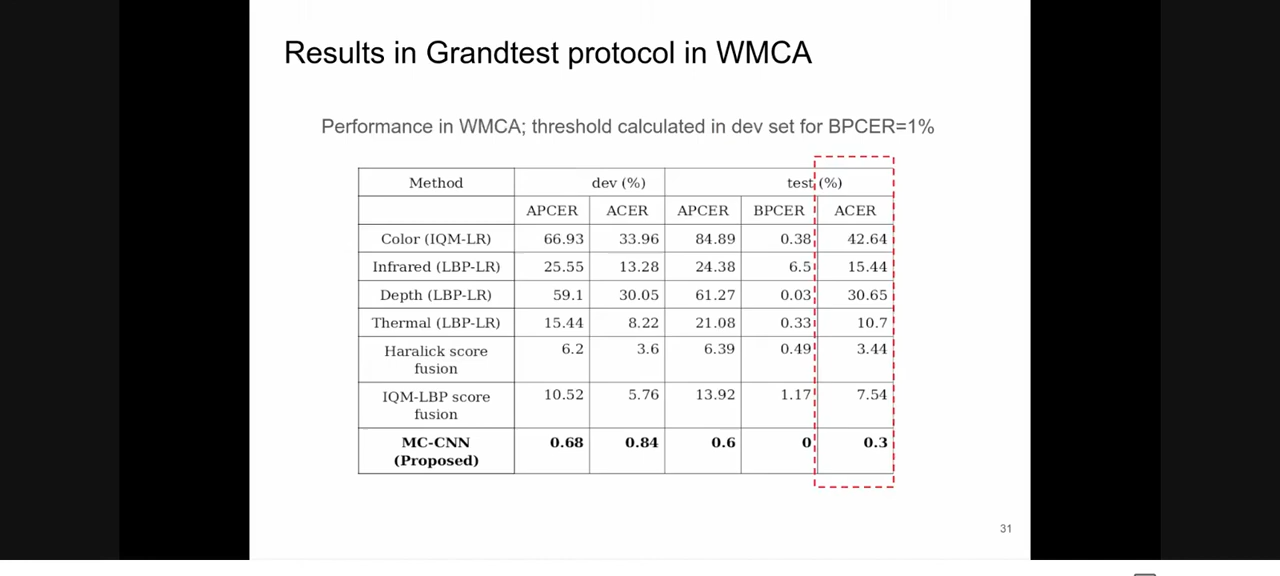 Results in Grandtest protocol in WMCA
Performance in WMCA; threshold calculated in dev set for BPCER=1%
Method dev (%) test (%)
APCER ACER APCER BPCER ACER
Color (IQM-LR) 66.93 33.96 84.89 0.38 42.64
Infrared (LBP-LR) 25.55 13.28 24.38 6.5 15.44
Depth (LBP-LR) 59.1 30.05 61.27 0.03 30.65
Thermal (LBP-LR) 15.44 8.22 21.08 0.33 10.7
Haralick score 6.2 3.6 6.39 0.49 3.44
fusion
IQM-LBP score 10.52 5.76 13.92 1.17 7.54
fusion
MC-CNN 0.68 0.84 0.6 0 0.3
(Proposed)
31